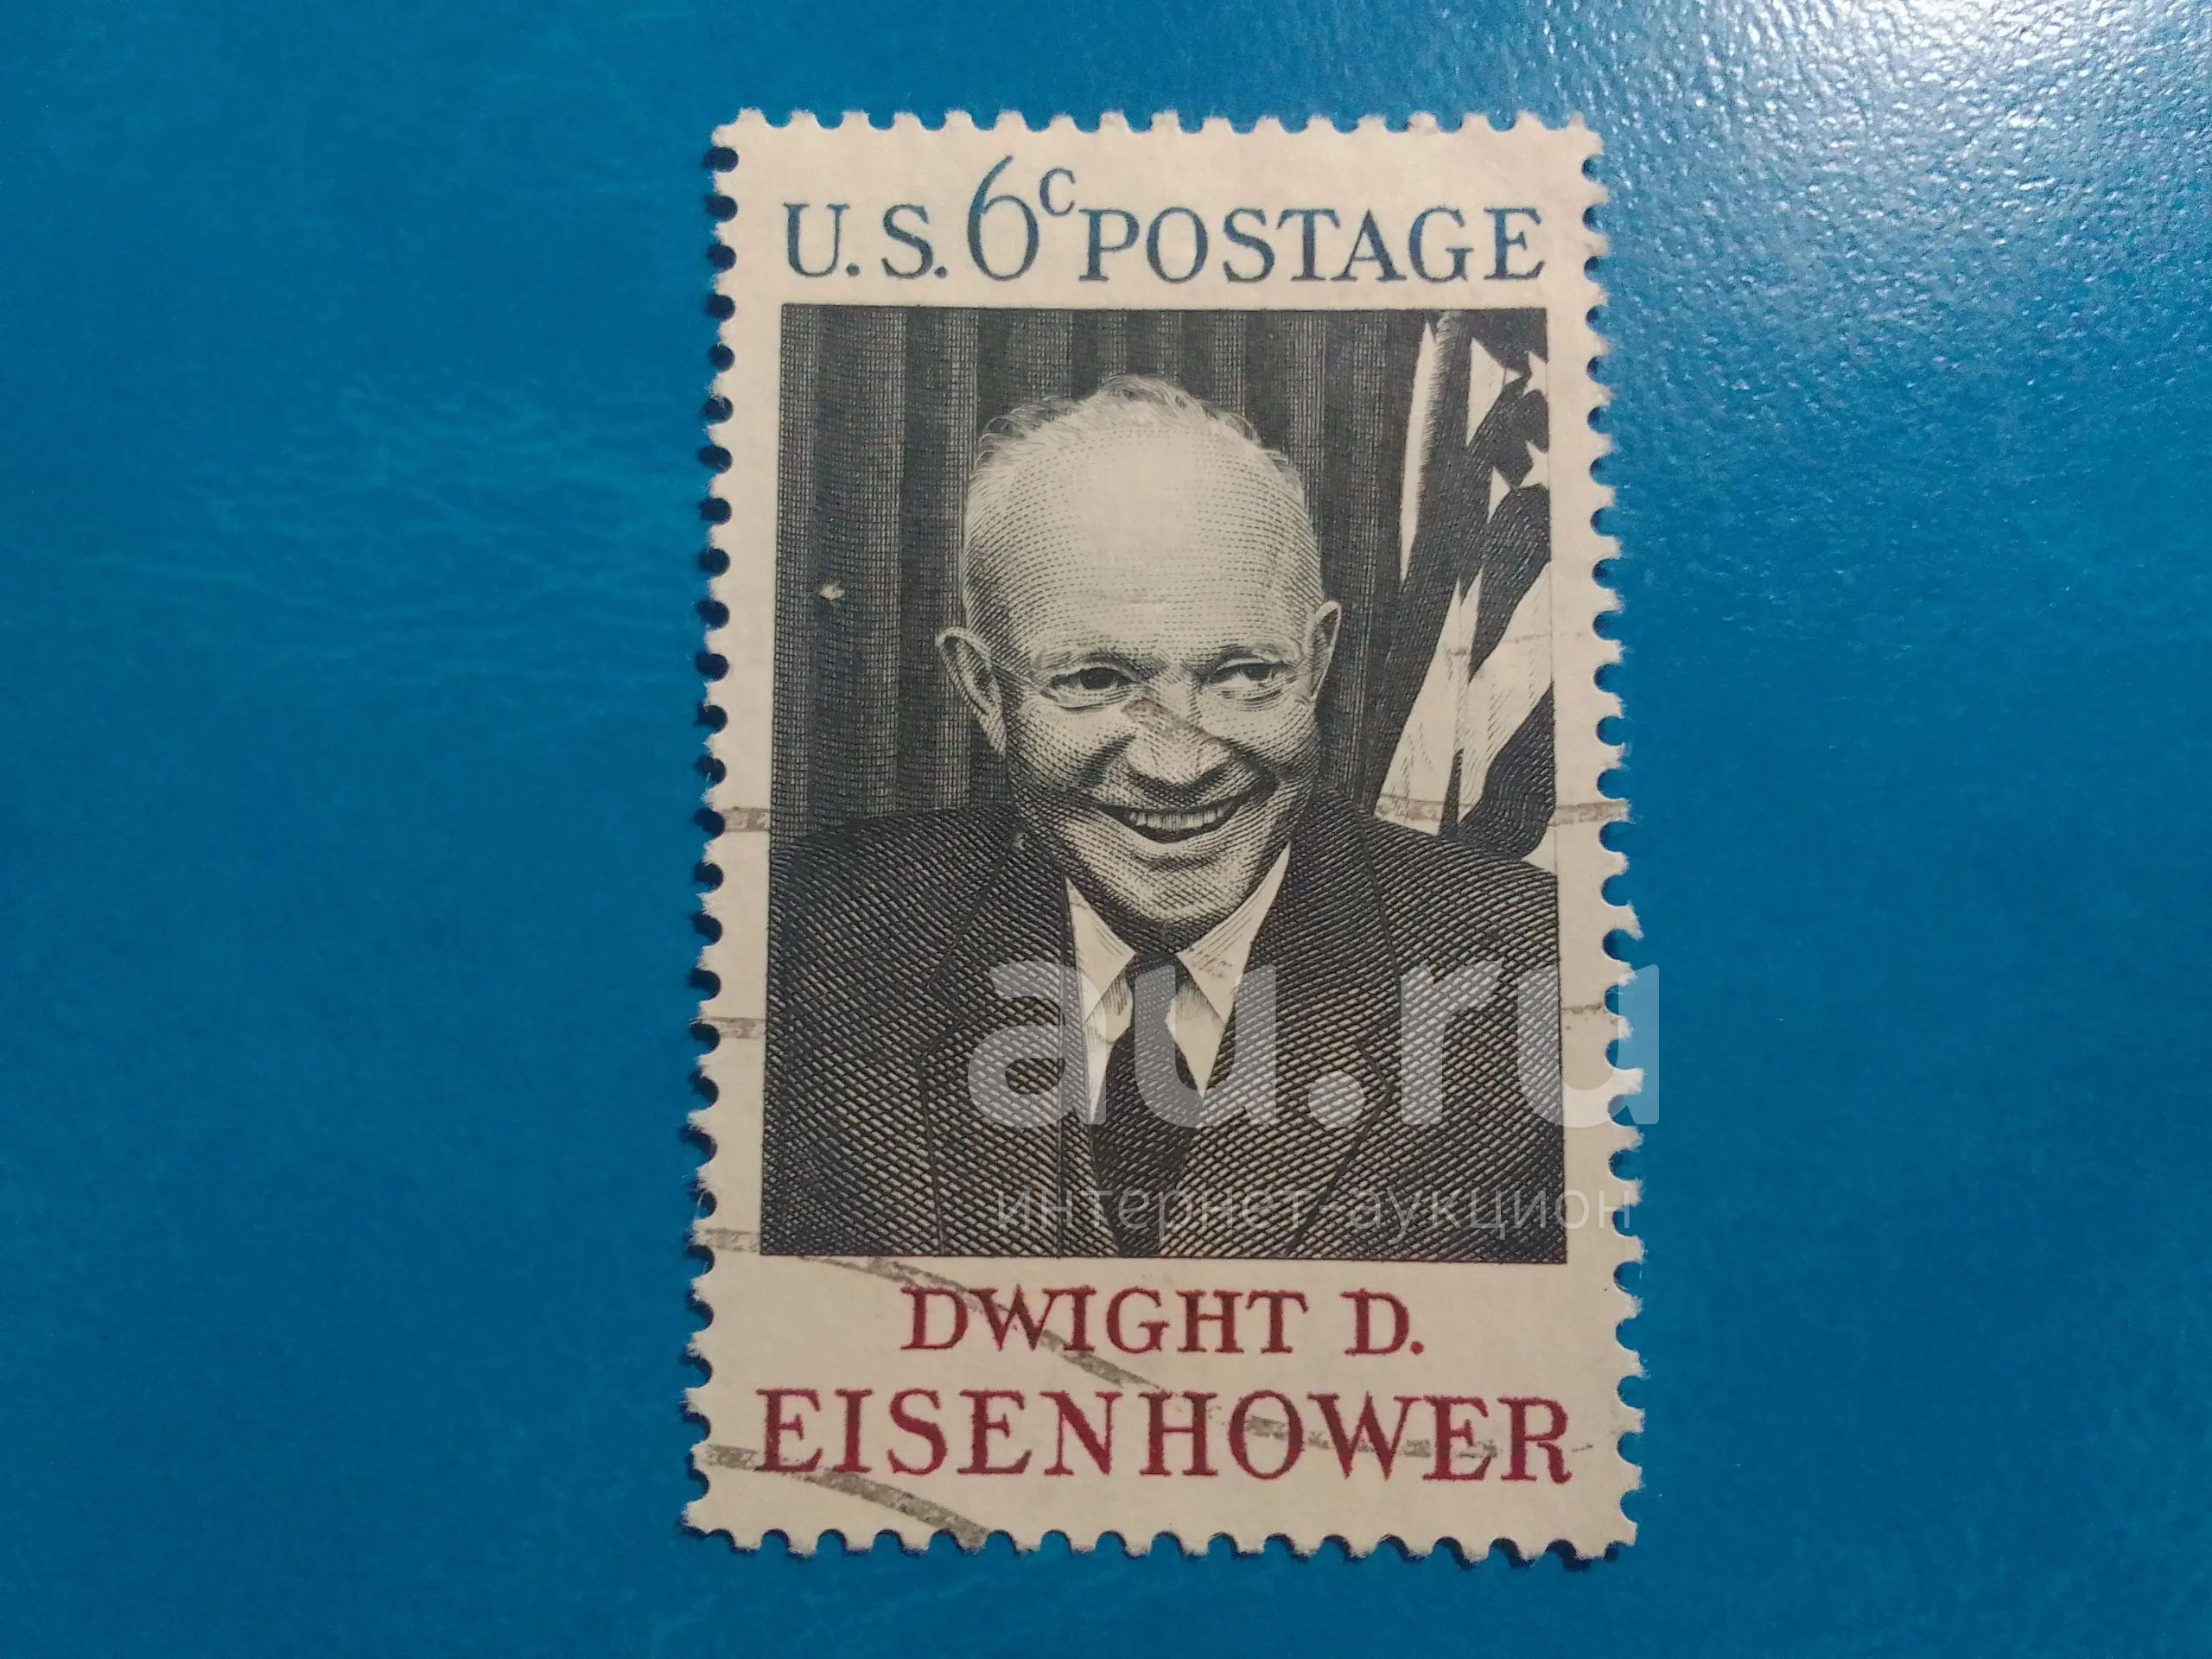 U.S. 6c POSTAGE
au.ru
интернет-аукцион
DWIGHT D.
EISENHOWER